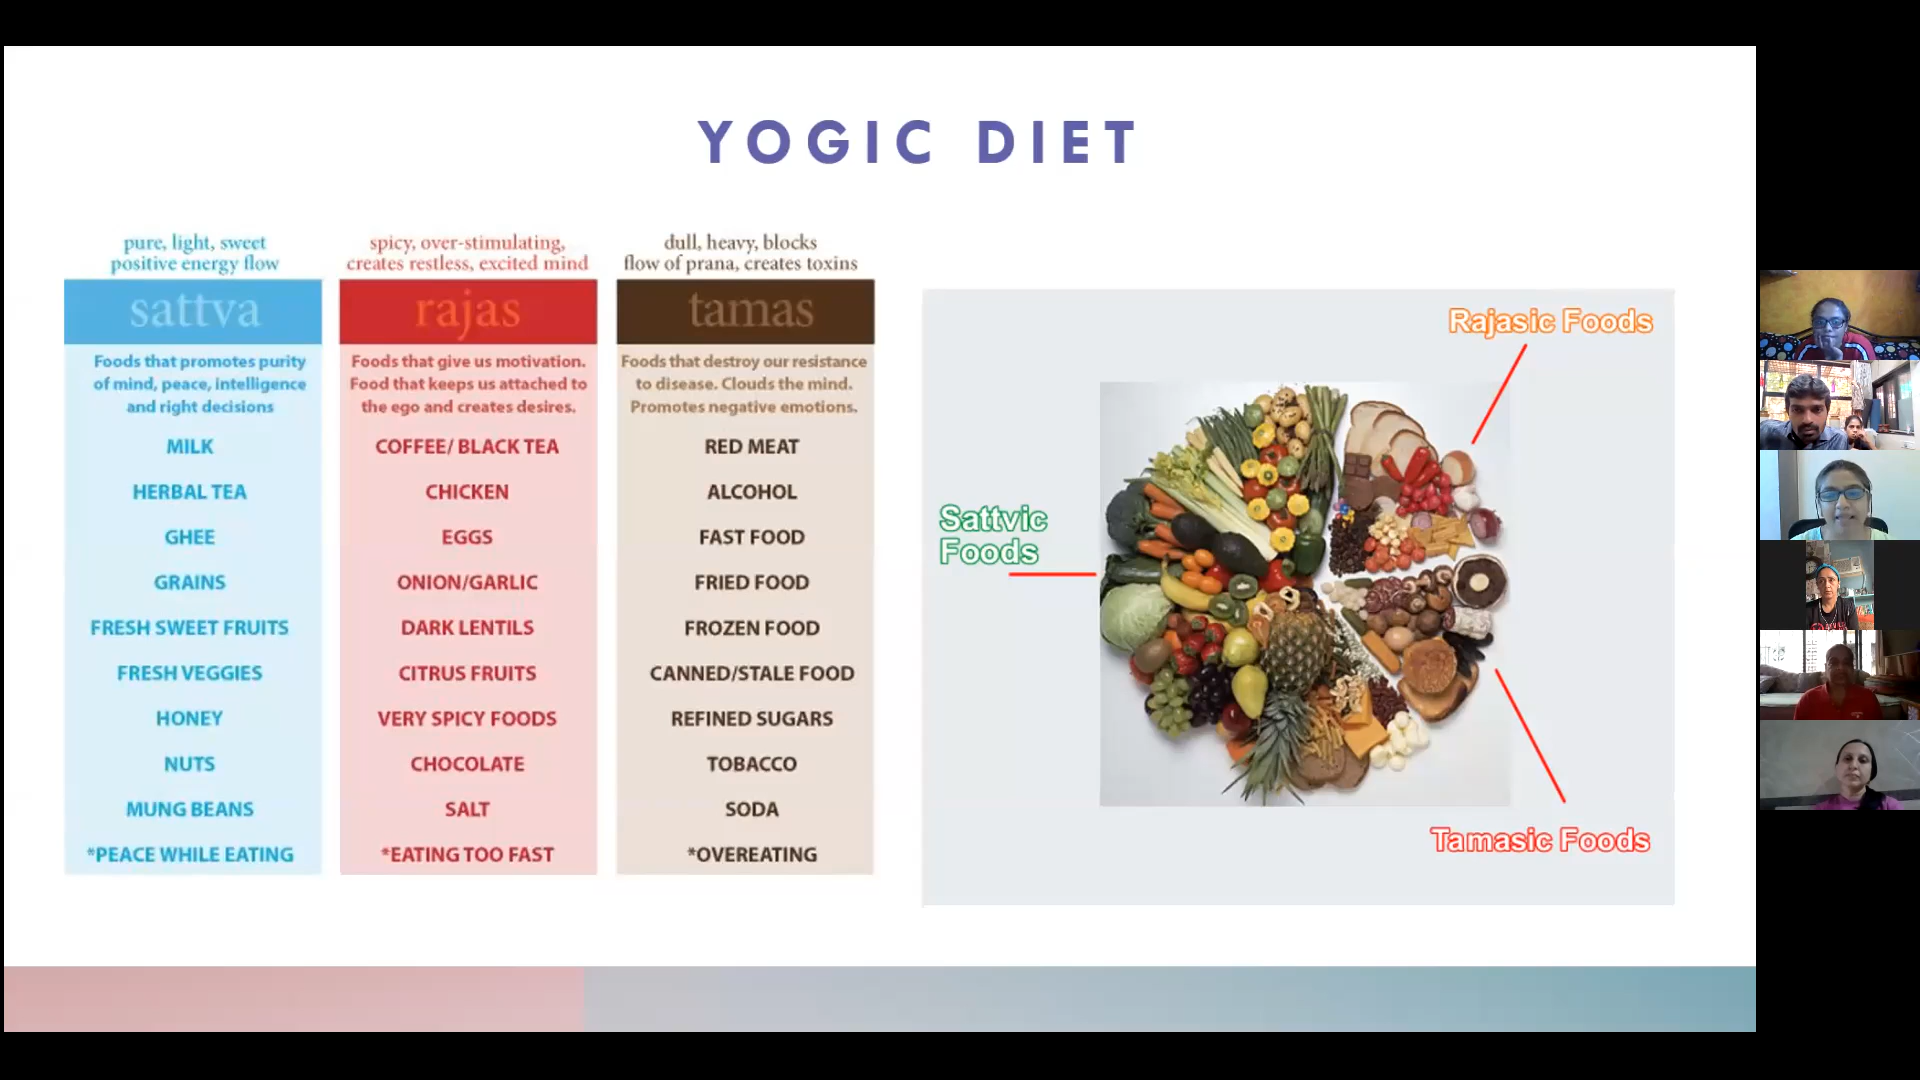 YOGIC DIET
pure, light, sweet
positive energy flow
sattva
Foods that promotes purity
of mind, peace, intelligence
and right decisions
MILK
HERBAL TEA
GHEE
GRAINS
FRESH SWEET FRUITS
FRESH VEGGIES
HONEY
NUTS
MUNG BEANS
*PEACE WHILE EATING
spicy, over-stimulating,
creates restless, excited mind
rajas
Foods that give us motivation.
Food that keeps us attached to
the ego and creates desires.
COFFEE/ BLACK TEA
CHICKEN
EGGS
ONION/GARLIC
DARK LENTILS
CITRUS FRUITS
VERY SPICY FOODS
CHOCOLATE
SALT
*EATING TOO FAST
dull, heavy, blocks
flow of prana, creates toxins
tamas
Foods that destroy our resistance
to disease. Clouds the mind.
Promotes negative emotions.
RED MEAT
ALCOHOL
FAST FOOD
FRIED FOOD
FROZEN FOOD
CANNED/STALE FOOD
REFINED SUGARS
TOBACCO
SODA
*OVEREATING
Rajasic Foods
Sattvic
Foods
Tamasic Foods